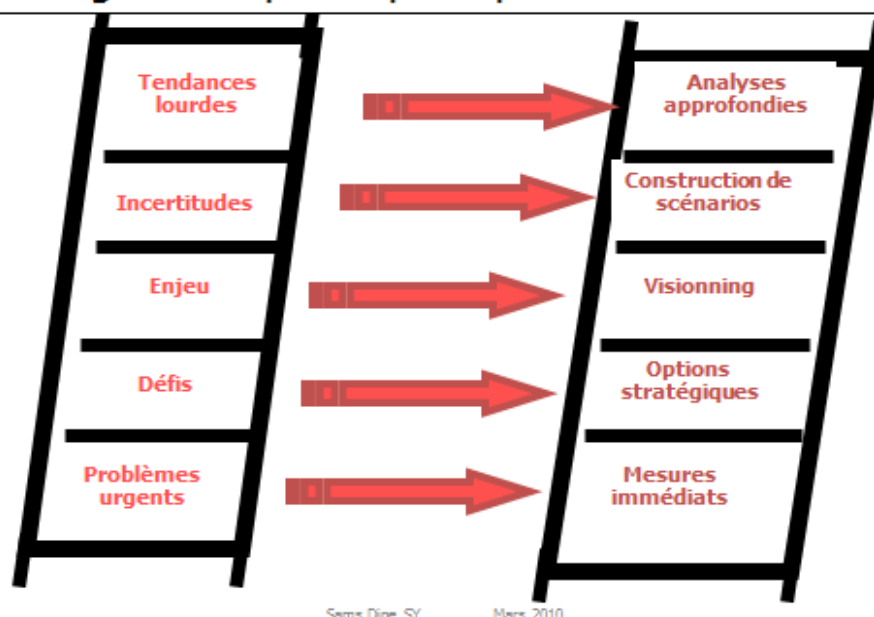 Tendances
lourdes
Analyses
approfondies
Incertitudes
Construction de
scénarios
Enjeu
Visionning
Défis
Options
stratégiques
Problèmes
urgents
Mesures
immédiats
SY
Mars 2010